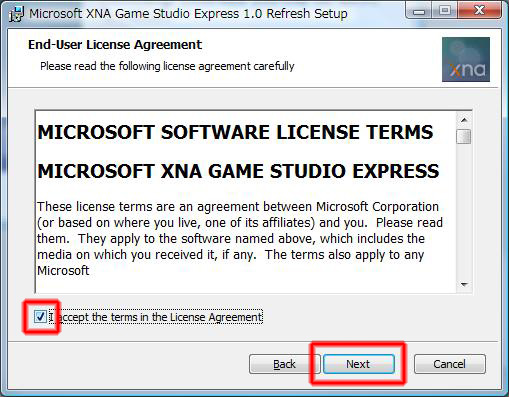 Microsoft XNA Game Studio Express 1.0 Refresh Setup
End-User License Agreement
Please read the following license agreement carefully
xna
MICROSOFT SOFTWARE LICENSE TERMS
MICROSOFT XNA GAME STUDIO EXPRESS
These license terms are an agreement between Microsoft Corporation
(or based on where you live, one of its affiliates) and you. Please read
them. They apply to the software named above, which includes the
media on which you received it, if any. The terms also apply to any
Microsoft
I accept the terms in the License Agreement
Back
Next
Cancel